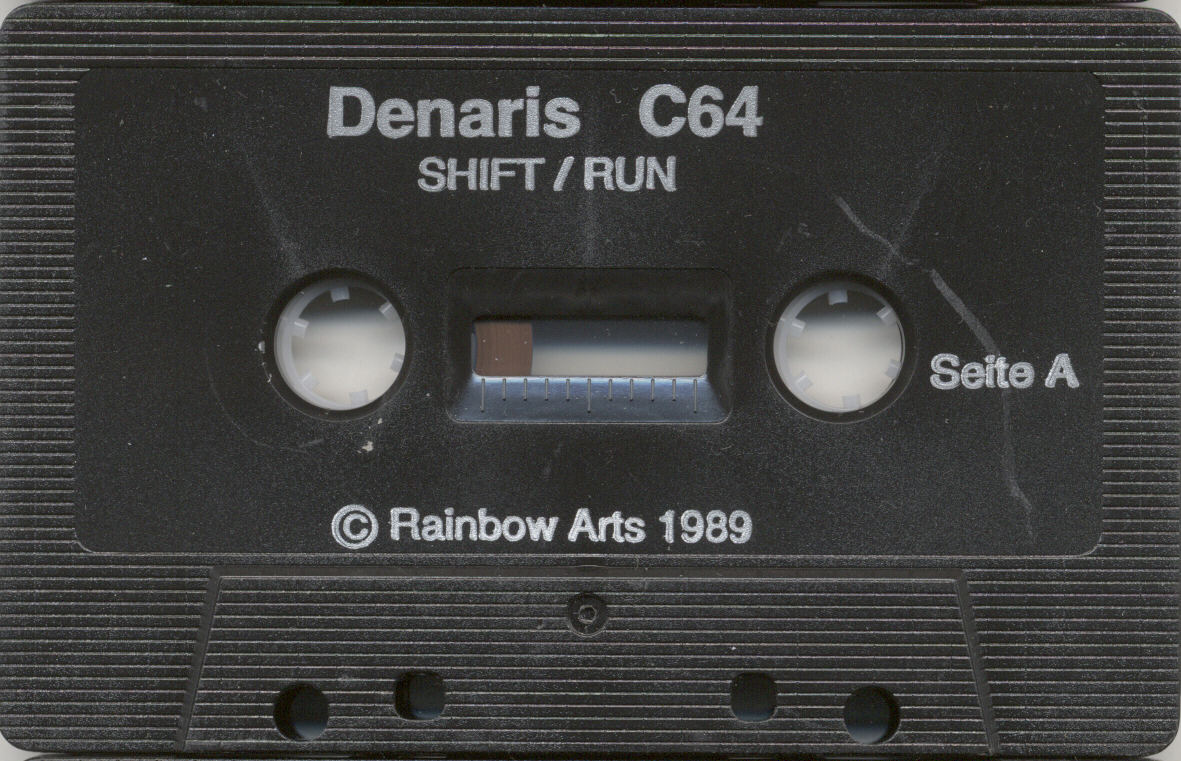 Denaris C64
SHIFT / RUN
Seite A
© Rainbow Arts 1989